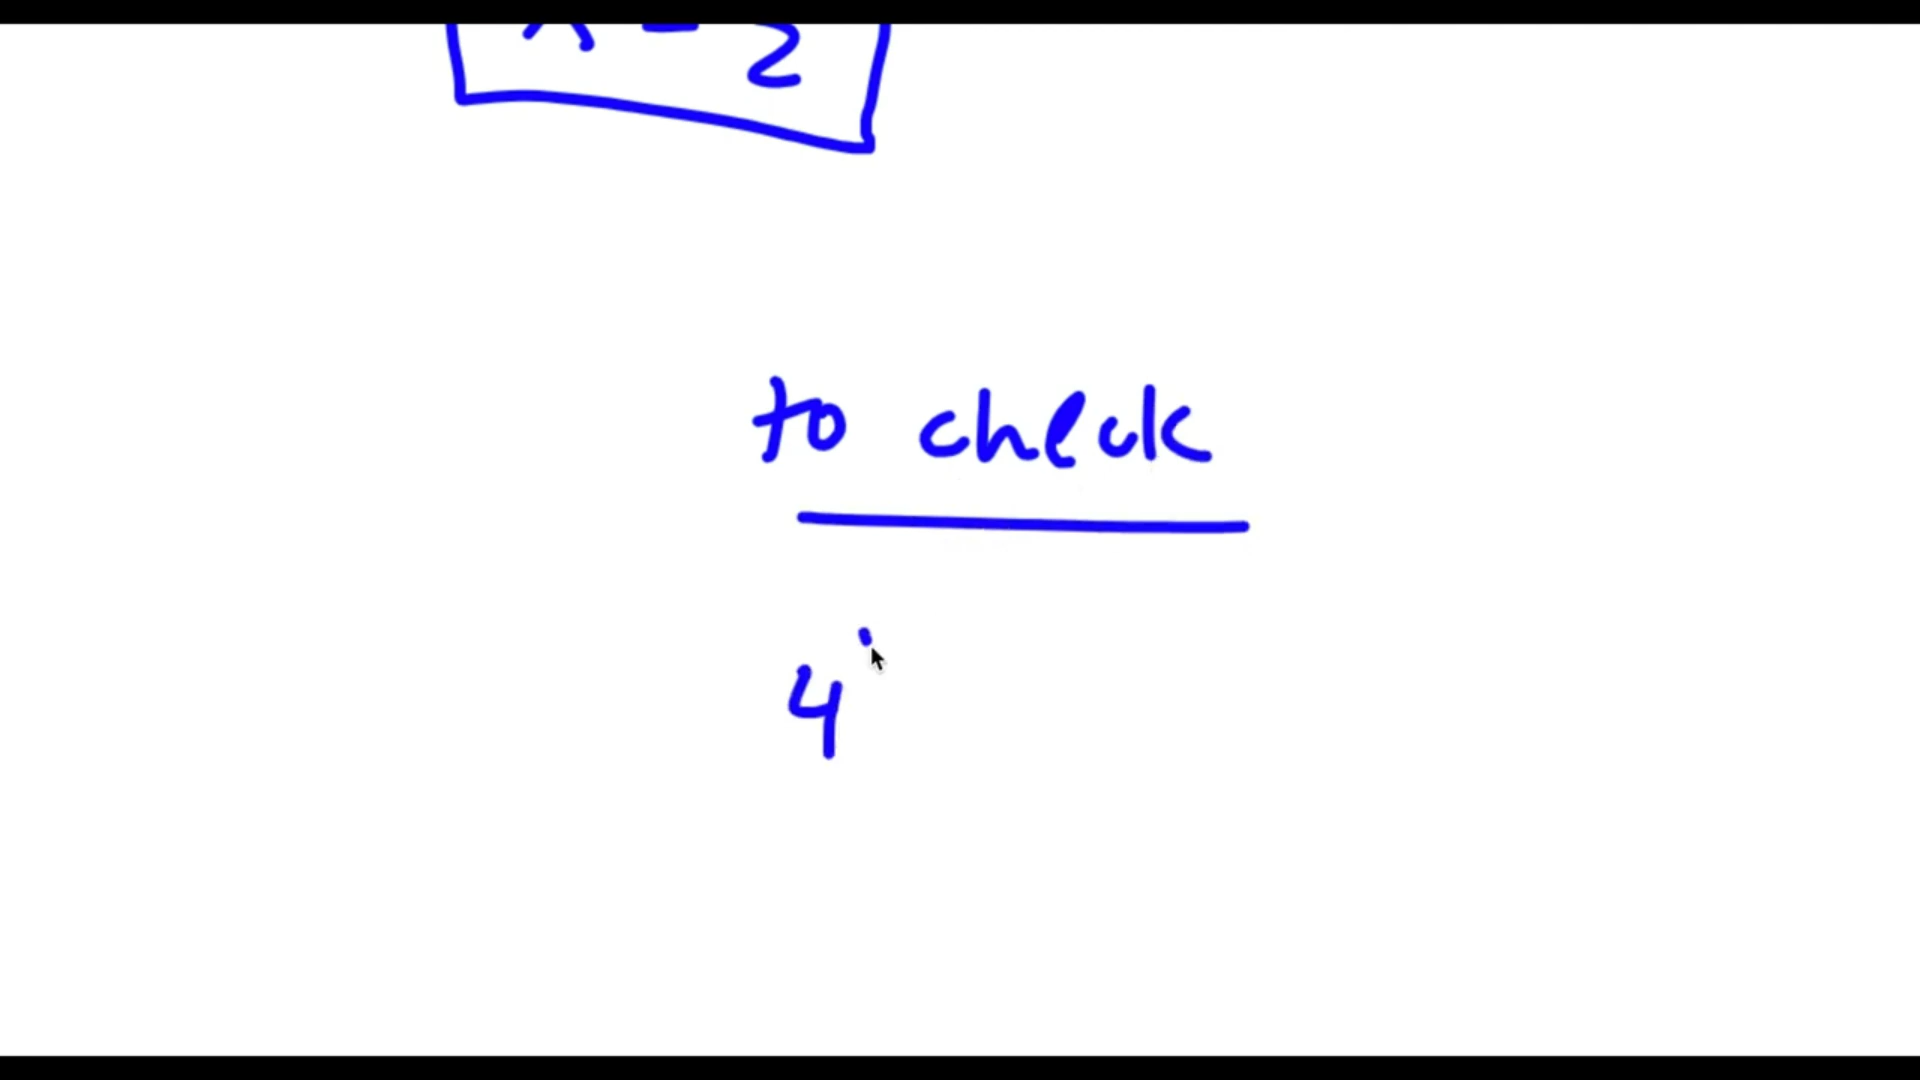 x = 2
to check
4